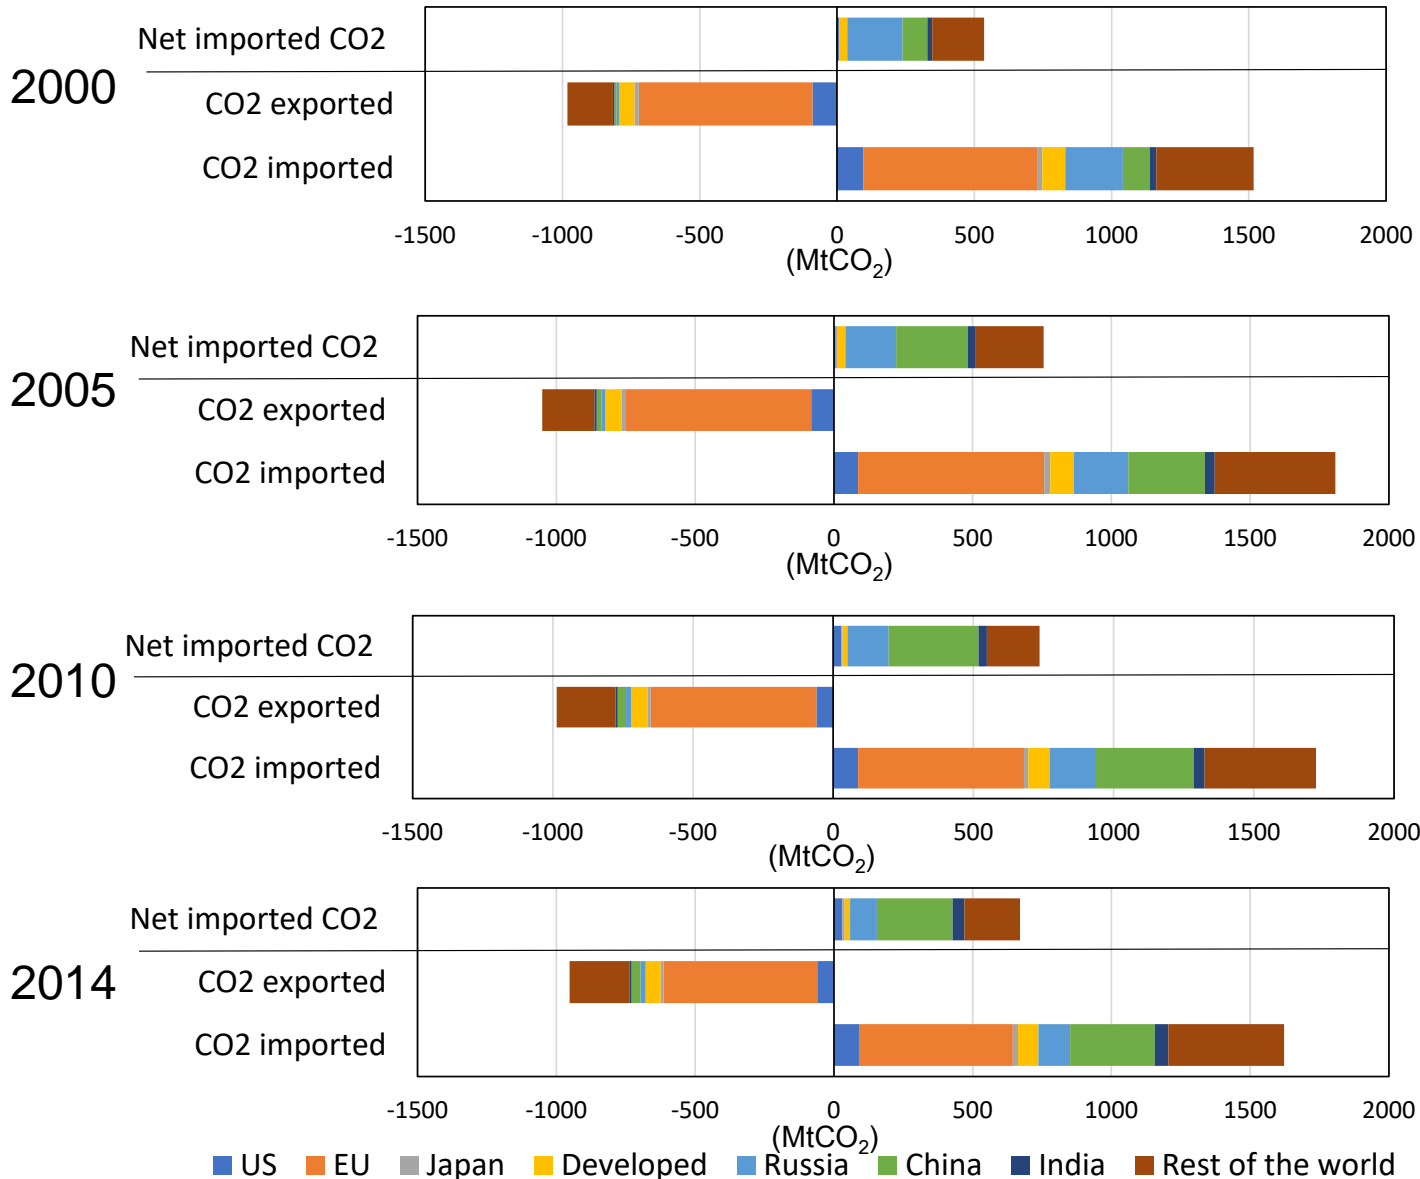 Net imported CO2
2000
CO2 exported
CO2 imported
-1500 -1000 -500 0 500 1000 1500 2000
(MtCO₂)
Net imported CO2
2005
CO2 exported
CO2 imported
-1500 -1000 -500 0 500 1000 1500 2000
(MtCO₂)
Net imported CO2
2010
CO2 exported
CO2 imported
-1500 -1000 -500 0 500 1000 1500 2000
(MtCO₂)
Net imported CO2
2014
CO2 exported
CO2 imported
-1500 -1000 -500 0 500 1000 1500 2000
(MtCO₂)
US EU Japan Developed Russia China India Rest of the world